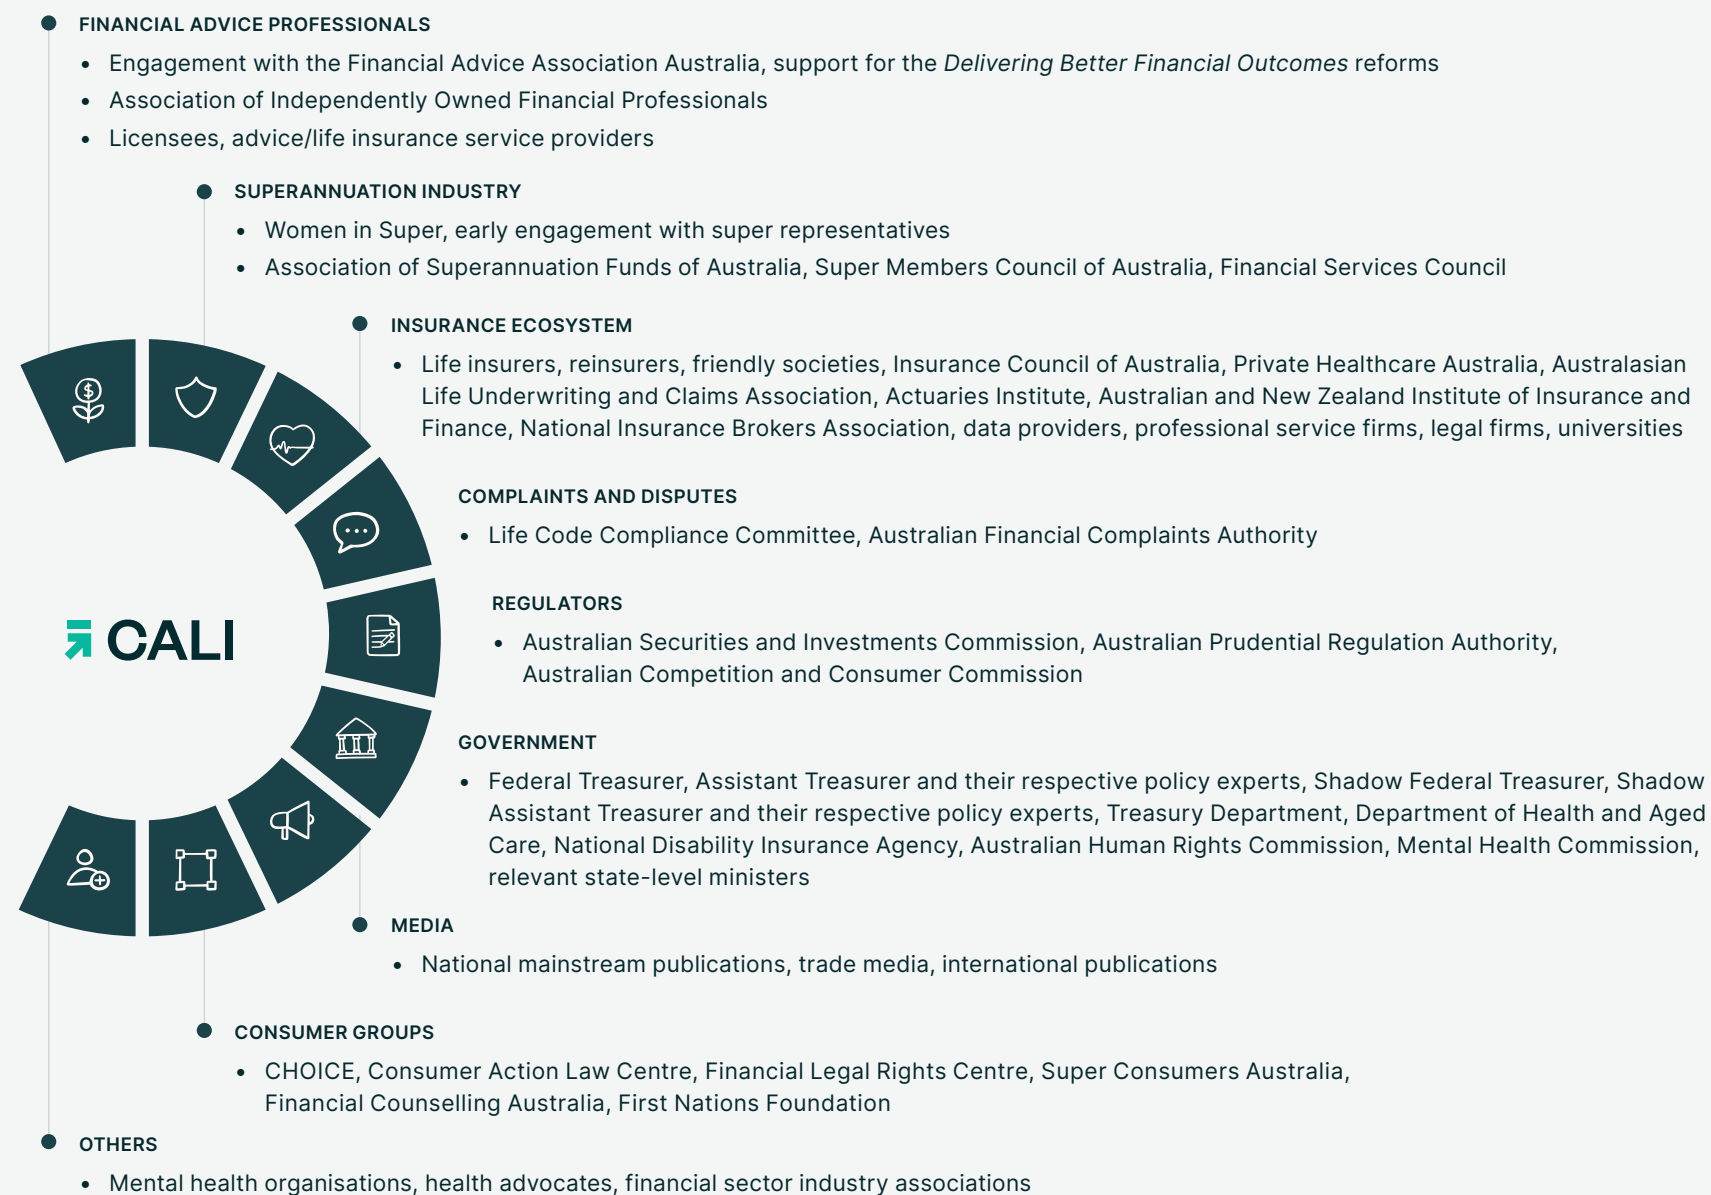 FINANCIAL ADVICE PROFESSIONALS
• Engagement with the Financial Advice Association Australia, support for the Delivering Better Financial Outcomes reforms
• Association of Independently Owned Financial Professionals
• Licensees, advice/life insurance service providers
SUPERANNUATION INDUSTRY
• Women in Super, early engagement with super representatives
• Association of Superannuation Funds of Australia, Super Members Council of Australia, Financial Services Council
INSURANCE ECOSYSTEM
• Life insurers, reinsurers, friendly societies, Insurance Council of Australia, Private Healthcare Australia, Australasian
Life Underwriting and Claims Association, Actuaries Institute, Australian and New Zealand Institute of Insurance and
Finance, National Insurance Brokers Association, data providers, professional service firms, legal firms, universities
COMPLAINTS AND DISPUTES
• Life Code Compliance Committee, Australian Financial Complaints Authority
REGULATORS
• Australian Securities and Investments Commission, Australian Prudential Regulation Authority,
Australian Competition and Consumer Commission
CALI
GOVERNMENT
• Federal Treasurer, Assistant Treasurer and their respective policy experts, Shadow Federal Treasurer, Shadow
Assistant Treasurer and their respective policy experts, Treasury Department, Department of Health and Aged
Care, National Disability Insurance Agency, Australian Human Rights Commission, Mental Health Commission,
relevant state-level ministers
MEDIA
• National mainstream publications, trade media, international publications
CONSUMER GROUPS
• CHOICE, Consumer Action Law Centre, Financial Legal Rights Centre, Super Consumers Australia,
Financial Counselling Australia, First Nations Foundation
OTHERS
• Mental health organisations, health advocates, financial sector industry associations